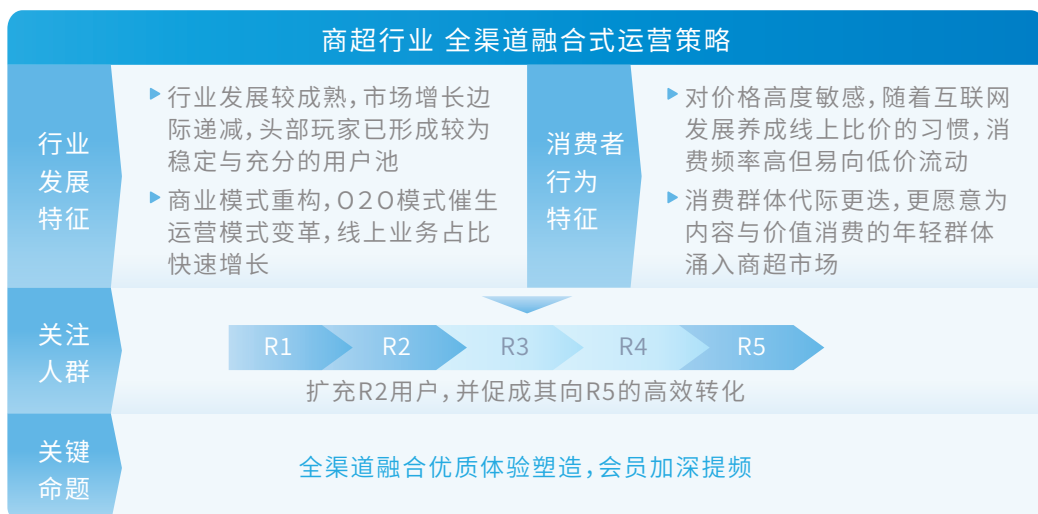 商超行业 全渠道融合式运营策略
行业
发展
特征
行业发展较成熟，市场增长边
际递减，头部玩家已形成较为
稳定与充分的用户池
商业模式重构，O2O模式催生
运营模式变革，线上业务占比
快速增长
消费者
行为
特征
对价格高度敏感，随着互联网
发展养成线上比价的习惯，消
费频率高但易向低价流动
消费群体代际更迭，更愿意为
内容与价值消费的年轻群体
涌入商超市场
关注
人群
R1 R2 R3 R4 R5
扩充R2用户，并促成其向R5的高效转化
关键
命题
全渠道融合优质体验塑造，会员加深提频